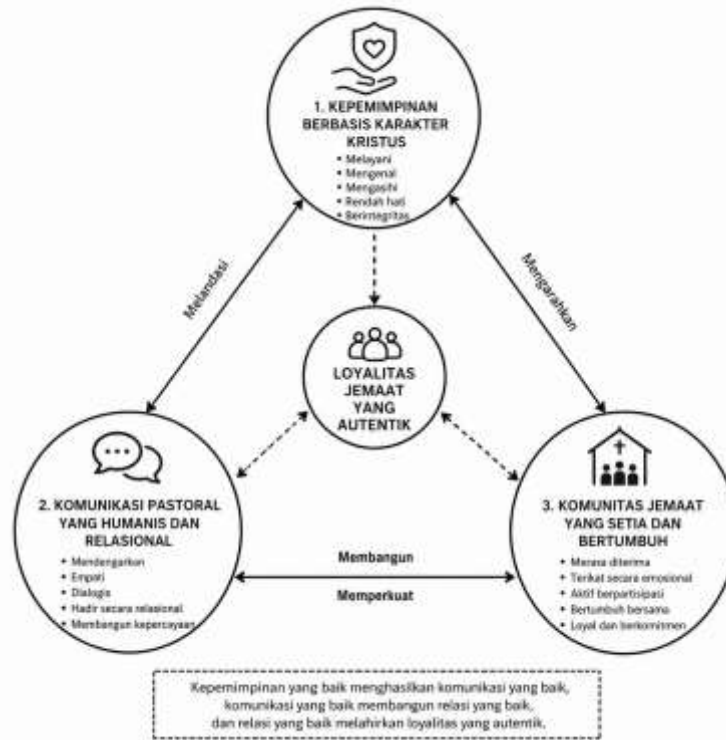 1. KEPEMIMPINAN
BERBASIS KARAKTER
KRISTUS
• Melayani
• Mengenal
• Mengasihi
• Rendah hati
• Berintegritas
Melandasi
Mengarahkan
LOYALITAS
JEMAAT
YANG
AUTENTIK
2. KOMUNIKASI PASTORAL
YANG HUMANIS DAN
RELASIONAL
• Mendengarkan
• Empati
• Dialogis
• Hadir secara relasional
• Membangun kepercayaan
Membangun
Memperkuat
3. KOMUNITAS JEMAAT
YANG SETIA DAN
BERTUMBUH
• Merasa diterima
• Terikat secara emosional
• Aktif berpartisipasi
• Bertumbuh bersama
• Loyal dan berkomitmen
Kepemimpinan yang baik menghasilkan komunikasi yang baik,
komunikasi yang baik membangun relasi yang baik,
dan relasi yang baik melahirkan loyalitas yang autentik.